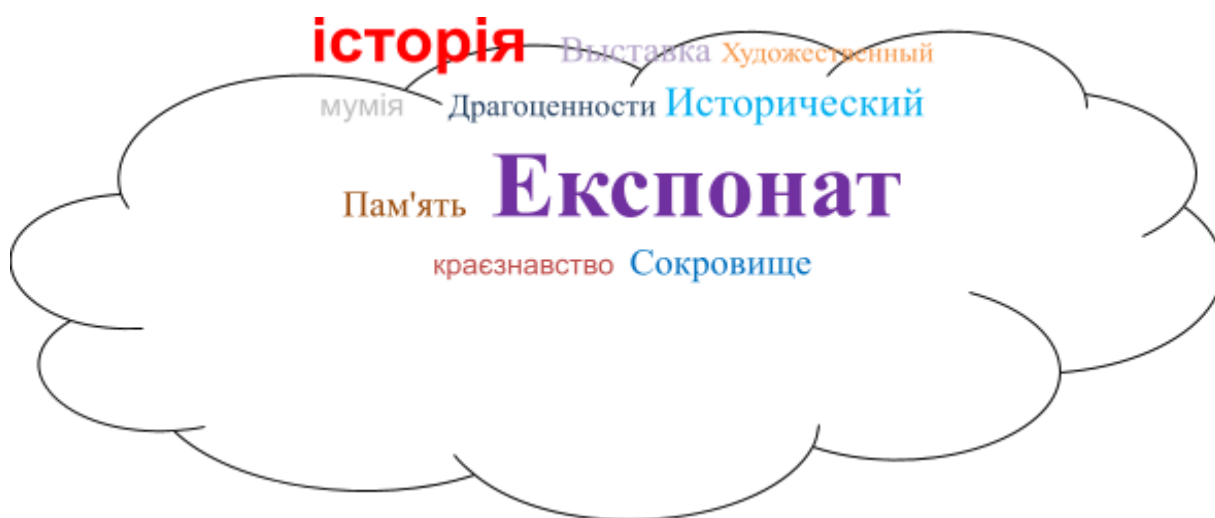 історія Выставка Художественный
мумія Драгоценности Исторический
Пам'ять Експонат
краєзнавство Сокровище